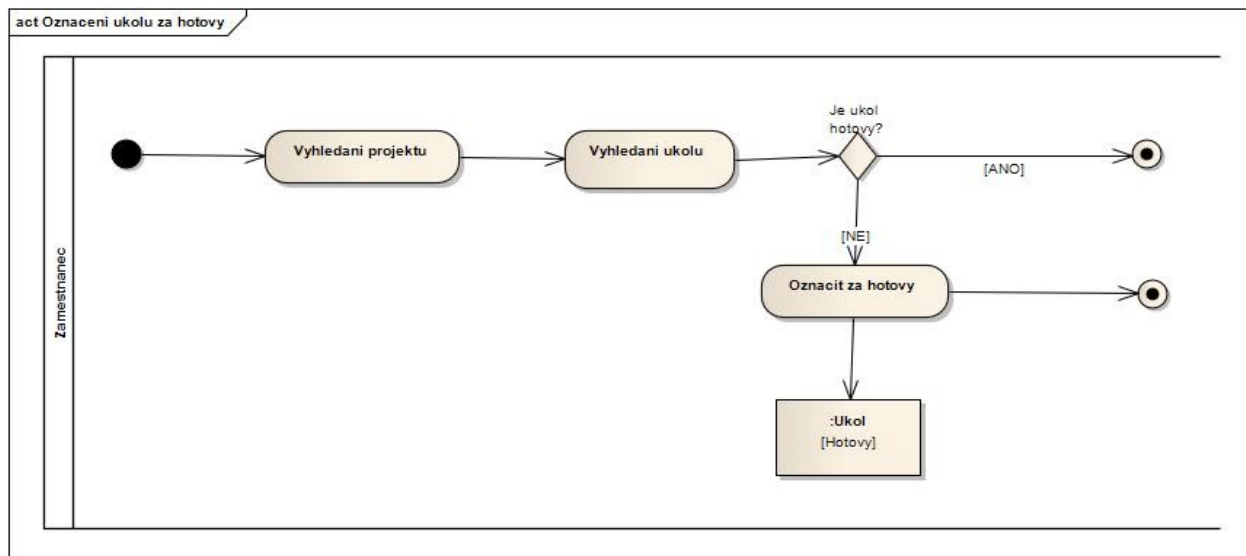 act Oznaceni ukolu za hotovy
Zamestnanec
Vyhledani projektu
Vyhledani ukolu
Je ukol
hotovy?
[ANO]
[NE]
Oznacit za hotovy
:Ukol
[Hotovy]